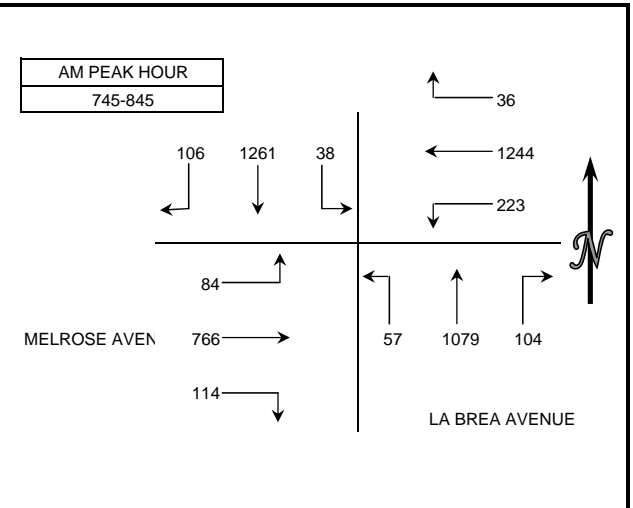 AM PEAK HOUR
745-845
36
106 1261 38
1244
223
N
84
MELROSE AVEN 766
57 1079 104
114
LA BREA AVENUE